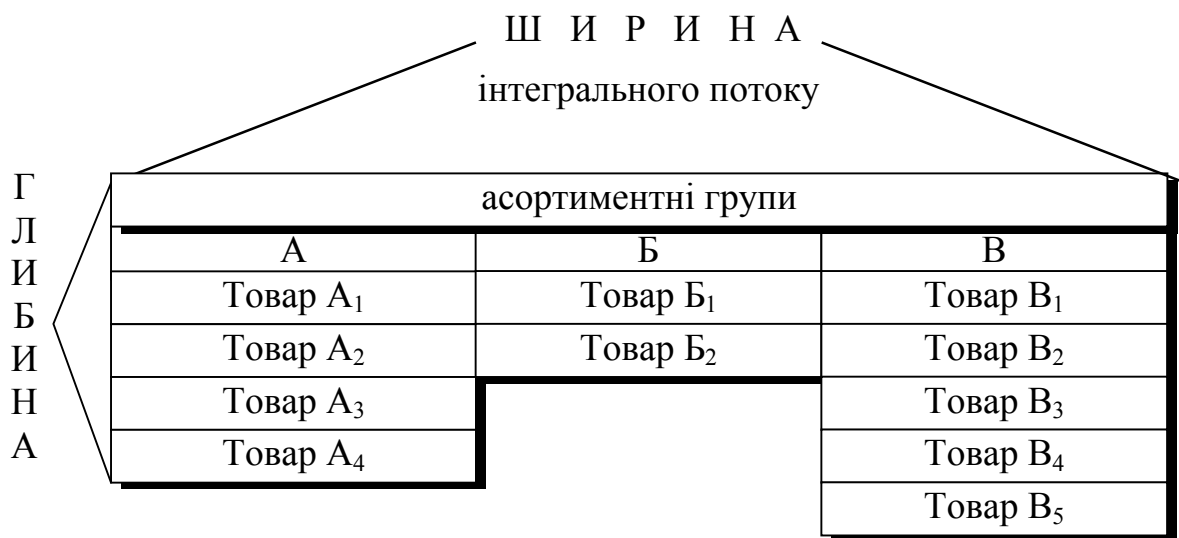 Ш И Р И Н А
інтегрального потоку
Г Л И Б И Н А
асортиментні групи
А Б В
Товар А₁ Товар Б₁ Товар В₁
Товар А₂ Товар Б₂ Товар В₂
Товар А₃ Товар В₃
Товар А₄ Товар В₄
Товар В₅